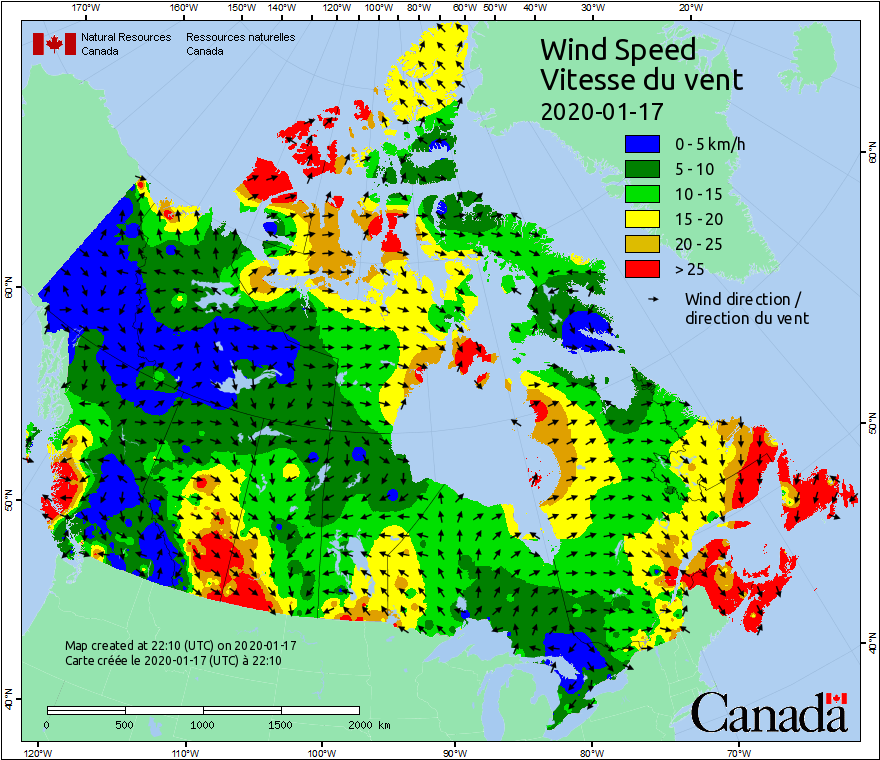 170°W 160°W 150°W 140°W 130°W 120°W 110°W 100°W 90°W 80°W 70°W 60°W 50°W 40°W 30°W 20°W
Natural Resources Canada
Ressources naturelles Canada
Wind Speed
Vitesse du vent
2020-01-17
0 - 5 km/h
5 - 10
10 - 15
15 - 20
20 - 25
> 25
Wind direction /
direction du vent
60°N
60°N
50°N
50°N
40°N
40°N
Map created at 22:10 (UTC) on 2020-01-17
Carte créée le 2020-01-17 (UTC) à 22:10
0 500 1000 1500 2000 km
Canada
120°W 110°W 100°W 90°W 80°W 70°W